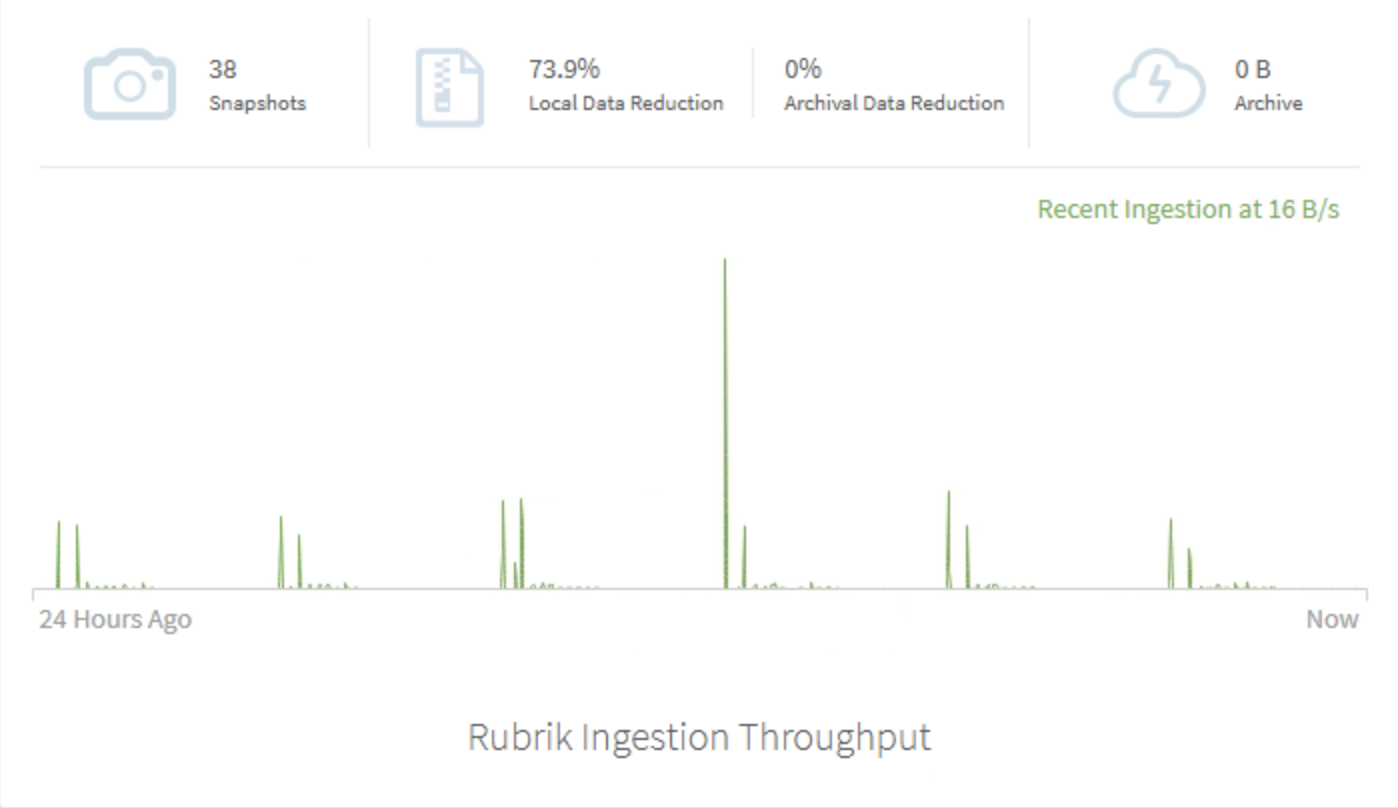 38
Snapshots
73.9%
Local Data Reduction
0%
Archival Data Reduction
0 B
Archive
Recent Ingestion at 16 B/s
24 Hours Ago
Now
Rubrik Ingestion Throughput